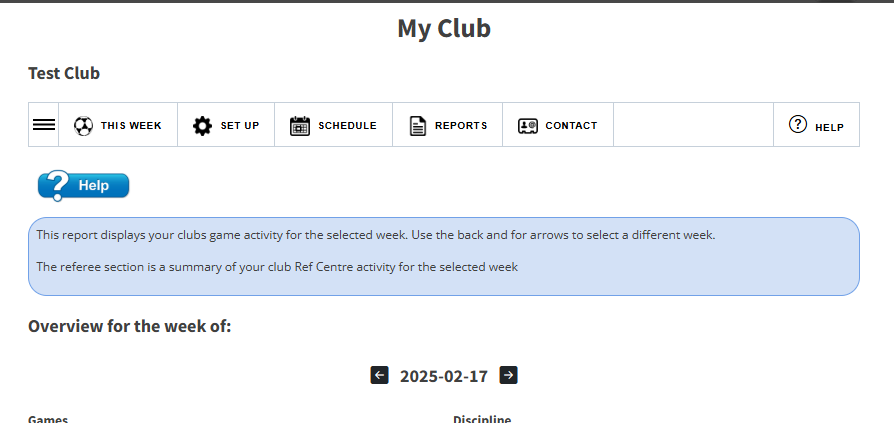 My Club
Test Club
THIS WEEK SET UP SCHEDULE REPORTS CONTACT HELP
? Help
This report displays your clubs game activity for the selected week. Use the back and for arrows to select a different week.
The referee section is a summary of your club Ref Centre activity for the selected week
Overview for the week of:
2025-02-17
Games Discipline